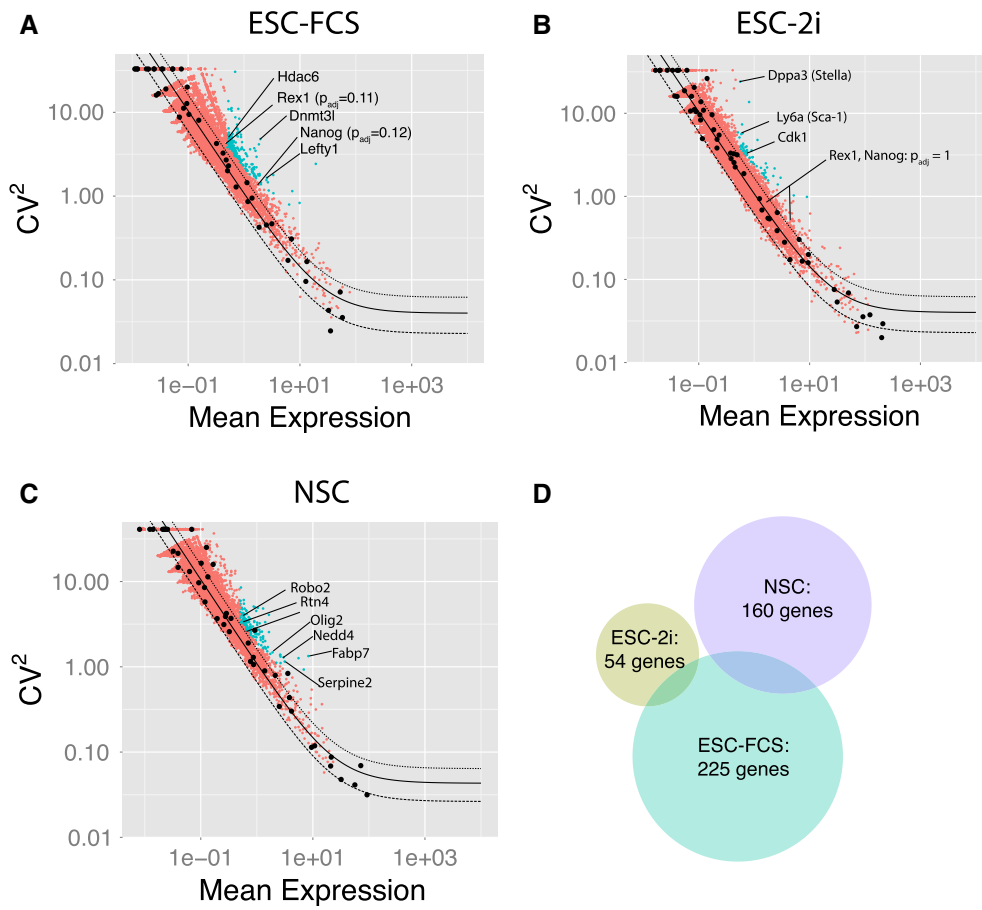 A
ESC-FCS
10.00
1.00
0.10
0.01
CV²
Hdac6
Rex1 (padj=0.11)
Dnmt3l
Nanog (padj=0.12)
Lefty1
1e−01
1e+01
1e+03
Mean Expression
B
ESC-2i
10.00
1.00
0.10
0.01
CV²
Dppa3 (Stella)
Ly6a (Sca-1)
Cdk1
Rex1, Nanog: padj = 1
1e−01
1e+01
1e+03
Mean Expression
C
NSC
10.00
1.00
0.10
0.01
CV²
Robo2
Rtn4
Olig2
Nedd4
Fabp7
Serpine2
1e−01
1e+01
1e+03
Mean Expression
D
NSC:
160 genes
ESC-2i:
54 genes
ESC-FCS:
225 genes